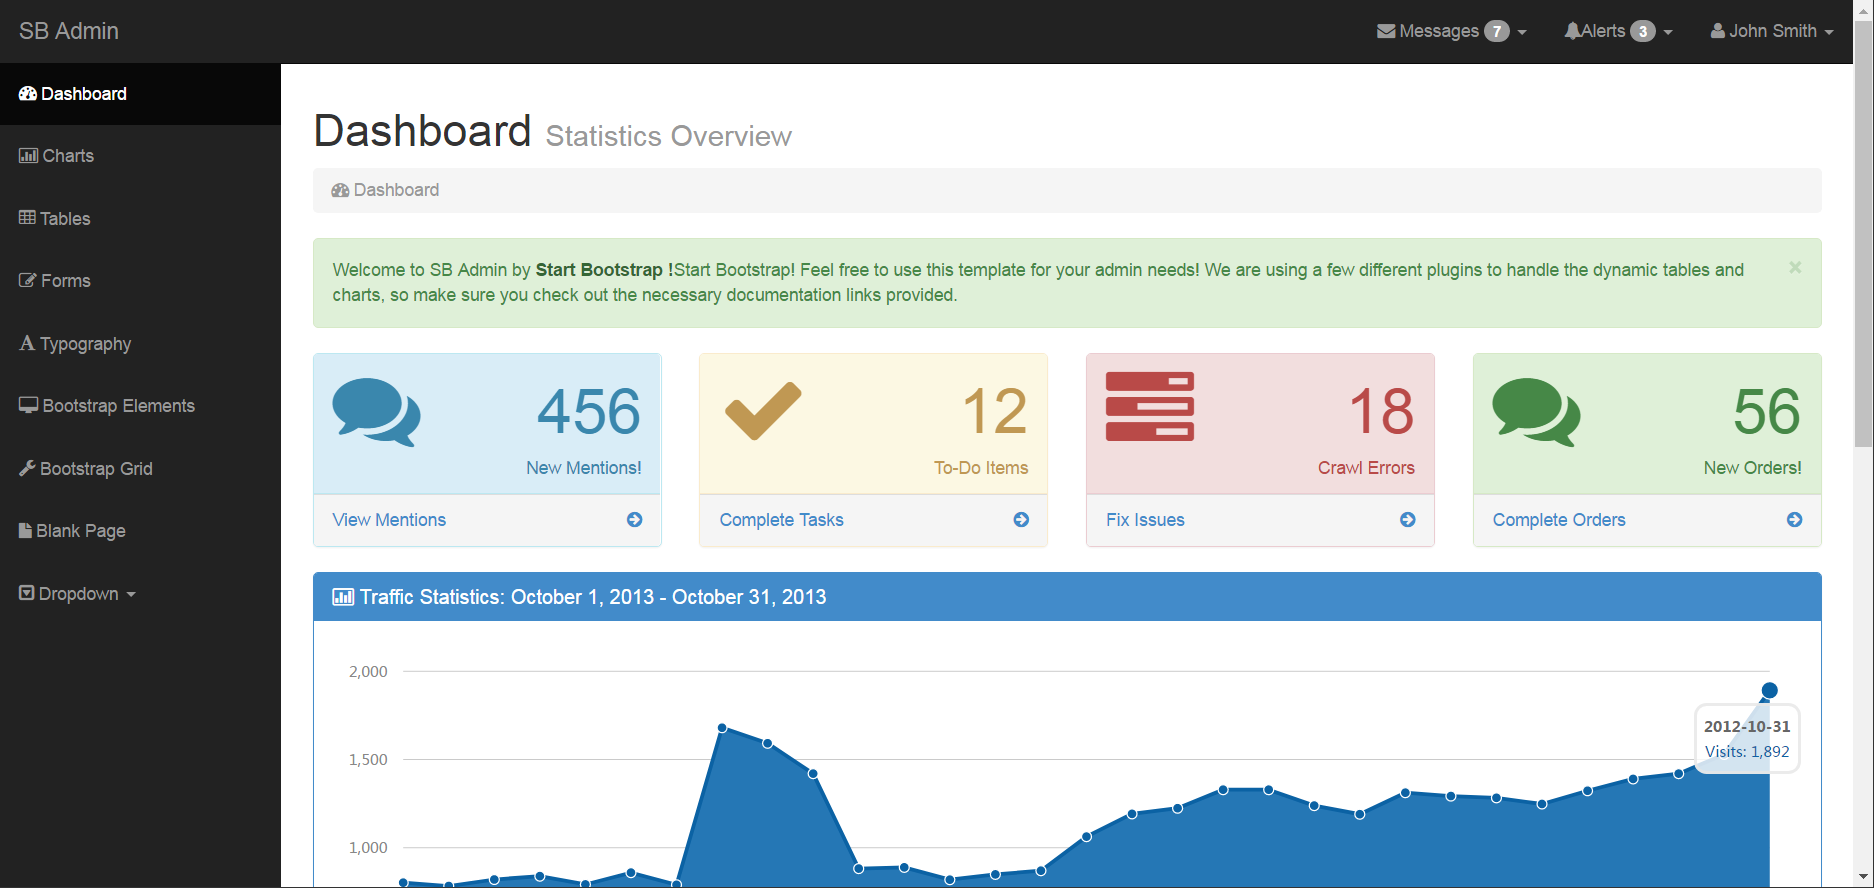 SB Admin
Messages 7
Alerts 3
John Smith
Dashboard
Charts
Tables
Forms
Typography
Bootstrap Elements
Bootstrap Grid
Blank Page
Dropdown
Dashboard Statistics Overview
Dashboard
Welcome to SB Admin by Start Bootstrap !Start Bootstrap! Feel free to use this template for your admin needs! We are using a few different plugins to handle the dynamic tables and
charts, so make sure you check out the necessary documentation links provided.
×
456
New Mentions!
View Mentions
12
To-Do Items
Complete Tasks
18
Crawl Errors
Fix Issues
56
New Orders!
Complete Orders
Traffic Statistics: October 1, 2013 - October 31, 2013
2,000
1,500
1,000
2012-10-31
Visits: 1,892